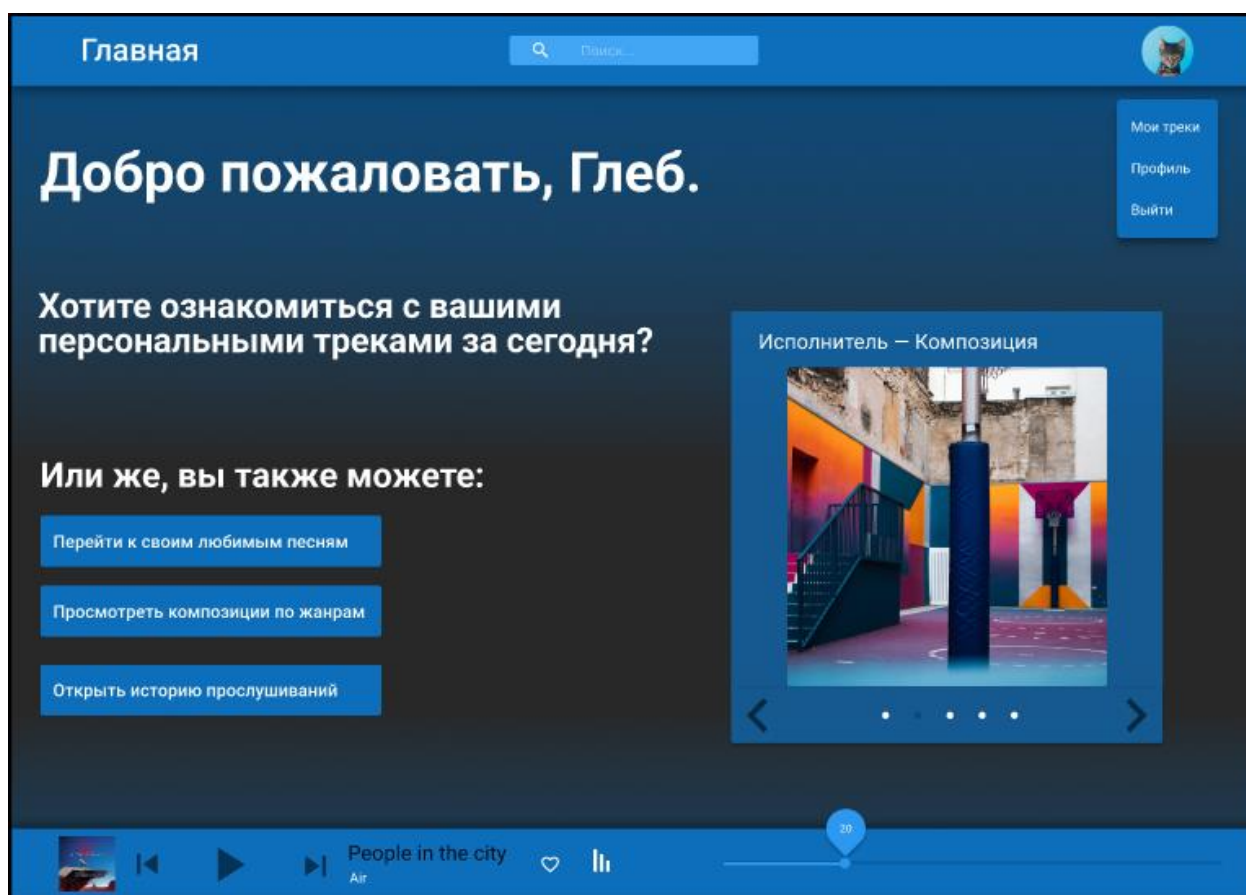 Главная
Поиск...
Мои треки
Профиль
Выйти
Добро пожаловать, Глеб.
Хотите ознакомиться с вашими
персональными треками за сегодня?
Исполнитель — Композиция
Или же, вы также можете:
Перейти к своим любимым песням
Просмотреть композиции по жанрам
Открыть историю прослушиваний
People in the city
Air
20